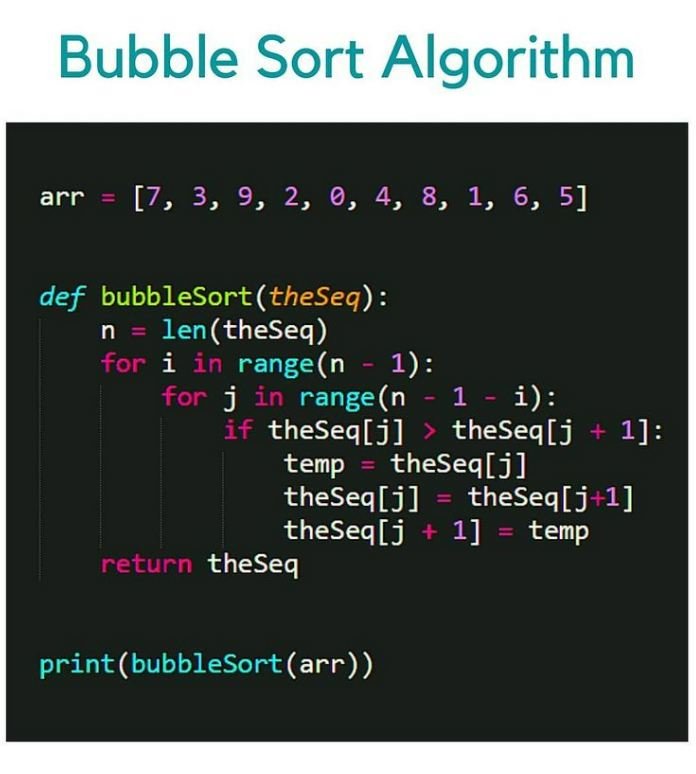 Bubble Sort Algorithm
arr = [7, 3, 9, 2, 0, 4, 8, 1, 6, 5]
def bubbleSort(theSeq):
    n = len(theSeq)
    for i in range(n - 1):
        for j in range(n - 1 - i):
            if theSeq[j] > theSeq[j + 1]:
                temp = theSeq[j]
                theSeq[j] = theSeq[j+1]
                theSeq[j + 1] = temp
    return theSeq
print(bubbleSort(arr))